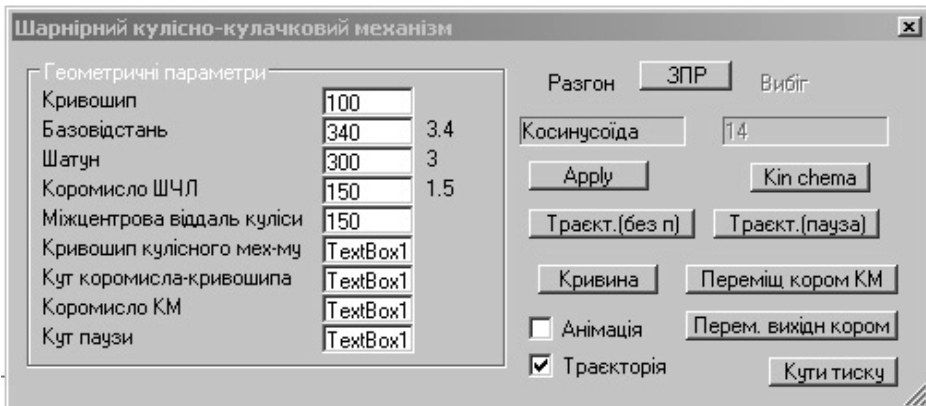 Шарнірний кулісно-кулачковий механізм
Геометричні параметри
Кривошип 100
Базовідстань 340 3.4
Шатун 300 3
Коромисло ШЧЛ 150 1.5
Міжцентрова віддаль куліси 150
Кривошип кулісного мех-му TextBox1
Кут коромисла-кривошипа TextBox1
Коромисло КМ TextBox1
Кут паузи TextBox1
Разгон ЗПР Вибіг
Косинусоїда 14
Apply Kin chema
Траєкт.(без п) Траєкт.(пауза)
Кривина Переміщ кором КМ
Анімація Перем. вихідн кором
Траєкторія Кути тиску